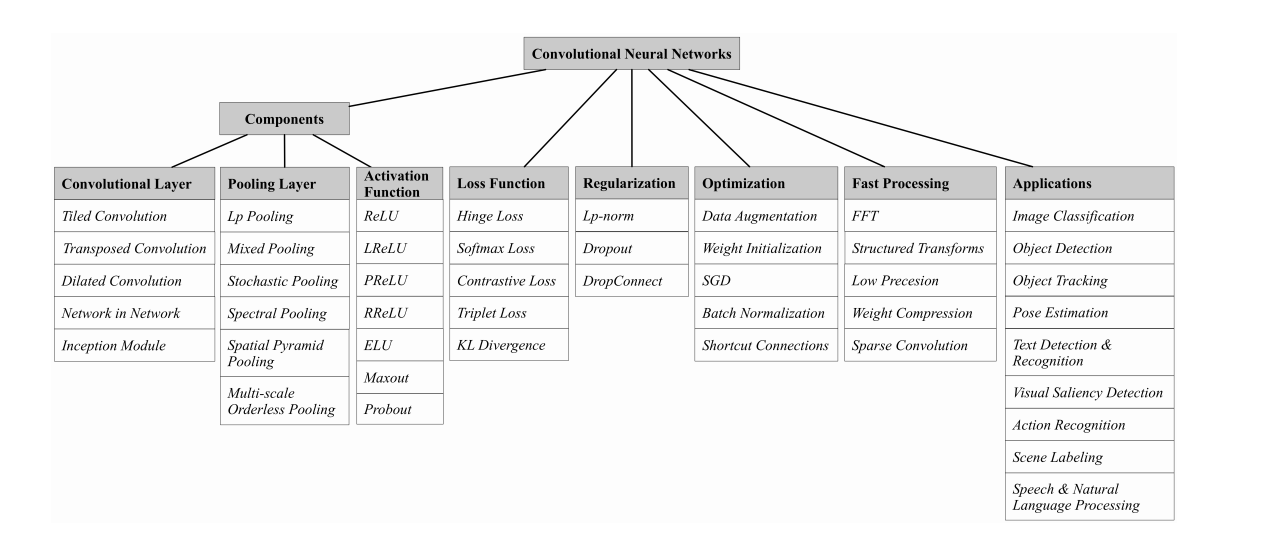 Convolutional Neural Networks
Components
Convolutional Layer
Tiled Convolution
Transposed Convolution
Dilated Convolution
Network in Network
Inception Module
Pooling Layer
Lp Pooling
Mixed Pooling
Stochastic Pooling
Spectral Pooling
Spatial Pyramid
Pooling
Multi-scale
Orderless Pooling
Activation
Function
ReLU
LReLU
PReLU
RReLU
ELU
Maxout
Probout
Loss Function
Hinge Loss
Softmax Loss
Contrastive Loss
Triplet Loss
KL Divergence
Regularization
Lp-norm
Dropout
DropConnect
Optimization
Data Augmentation
Weight Initialization
SGD
Batch Normalization
Shortcut Connections
Fast Processing
FFT
Structured Transforms
Low Precesion
Weight Compression
Sparse Convolution
Applications
Image Classification
Object Detection
Object Tracking
Pose Estimation
Text Detection &
Recognition
Visual Saliency Detection
Action Recognition
Scene Labeling
Speech & Natural
Language Processing